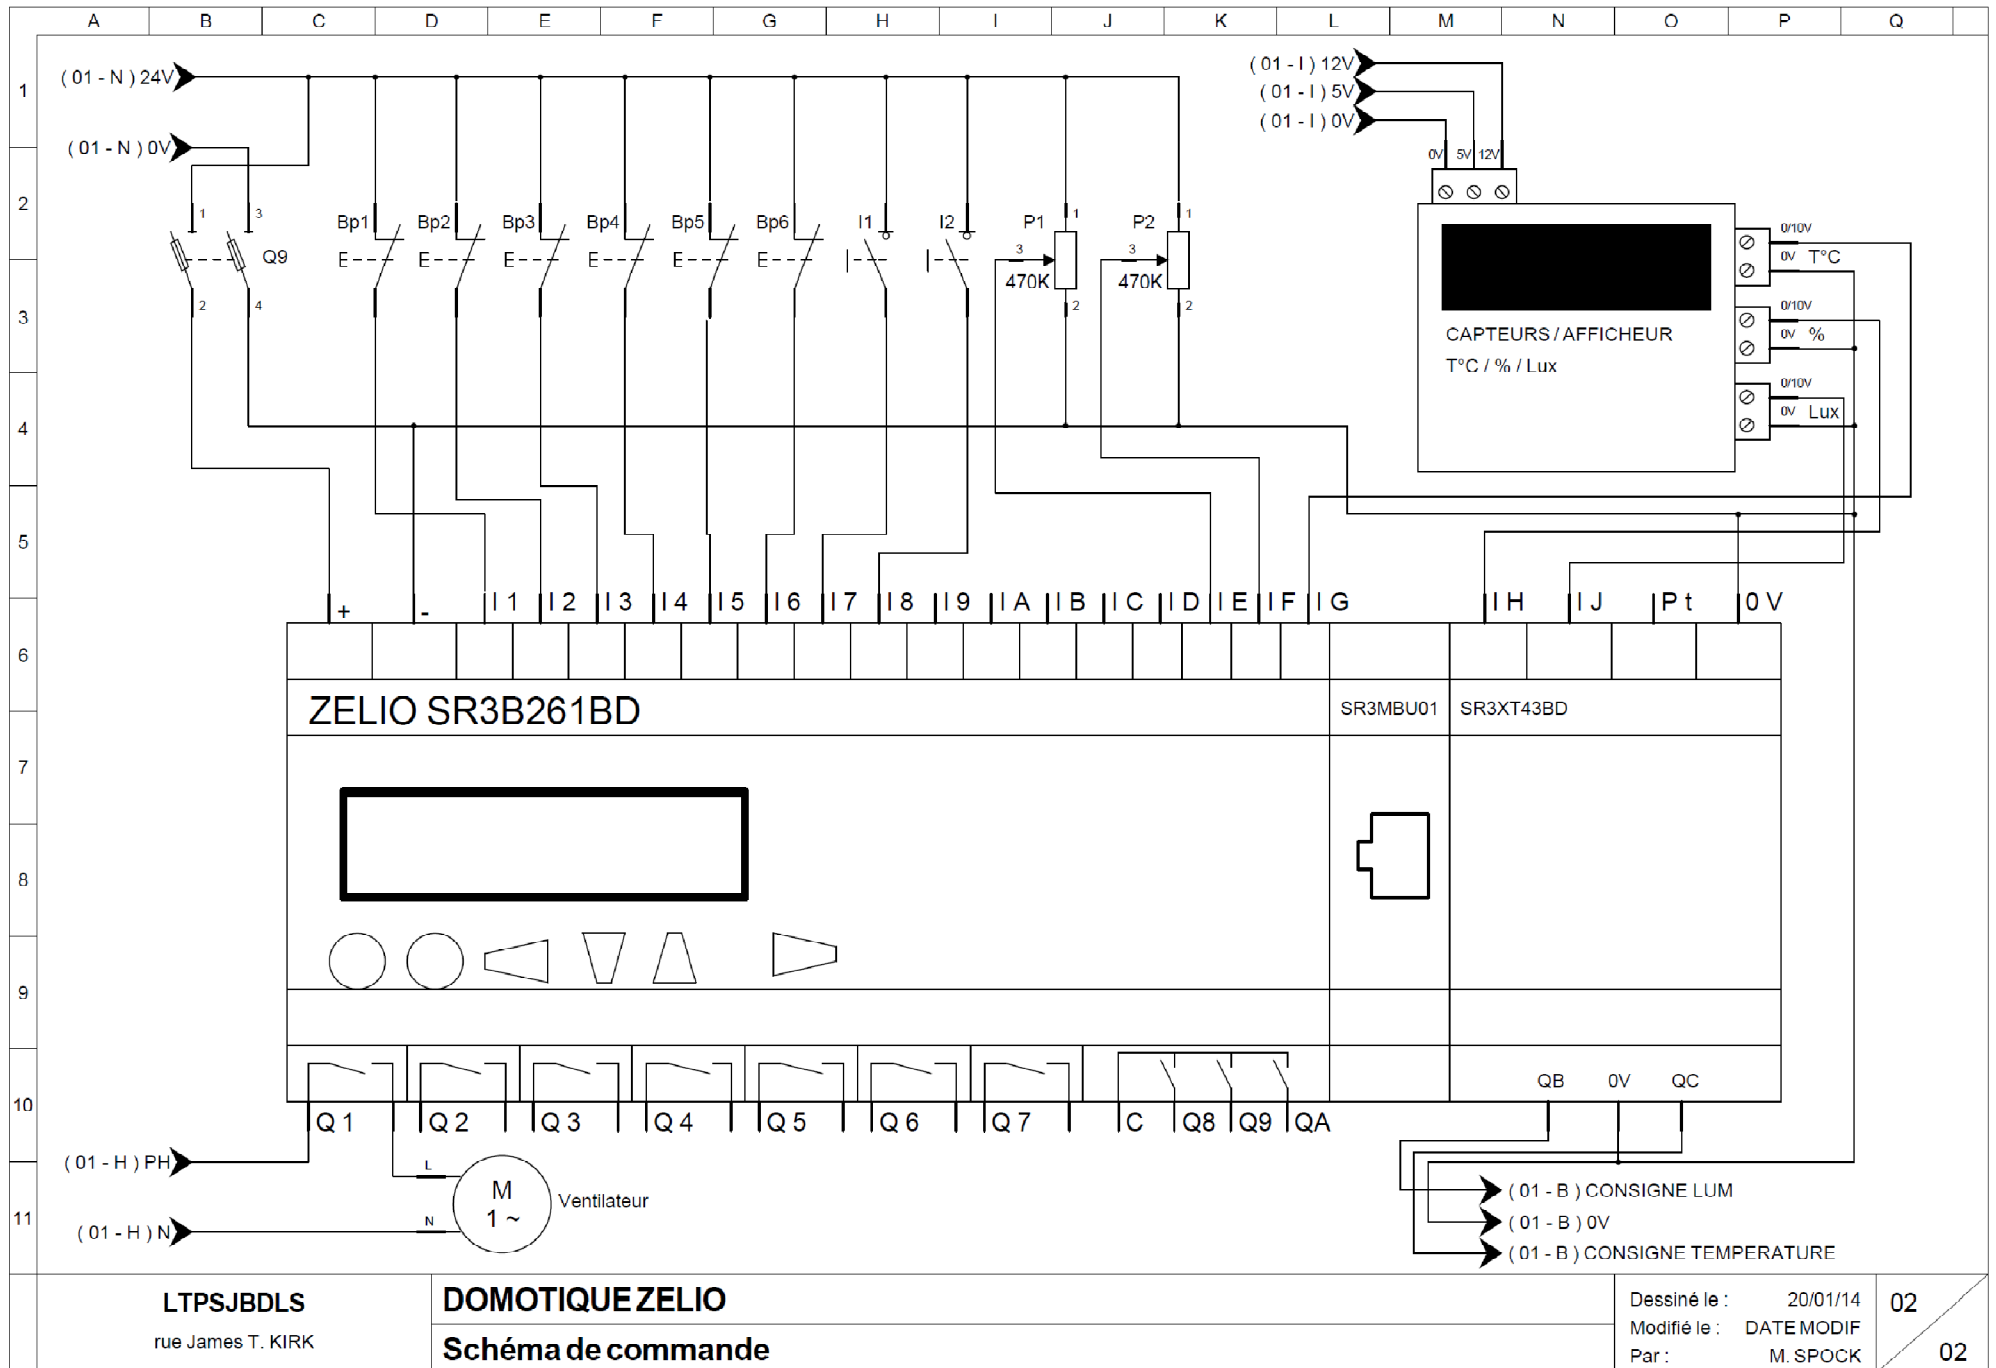 A B C D E F G H I J K L M N O P Q
1
2
3
4
5
6
7
8
9
10
11
( 01 - N ) 24V
( 01 - N ) 0V
( 01 - I ) 12V
( 01 - I ) 5V
( 01 - I ) 0V
0V 5V 12V
1 3
Q9
2 4
Bp1 Bp2 Bp3 Bp4 Bp5 Bp6 I1 I2
P1 1
3
470K
2
P2 1
3
470K
2
0/10V
0V T°C
0/10V
0V %
0/10V
0V Lux
CAPTEURS / AFFICHEUR
T°C / % / Lux
+ - I1 I2 I3 I4 I5 I6 I7 I8 I9 IA IB IC ID IE IF IG IH IJ Pt 0V
ZELIO SR3B261BD
SR3MBU01
SR3XT43BD
QB 0V QC
Q1 Q2 Q3 Q4 Q5 Q6 Q7 C Q8 Q9 QA
( 01 - H ) PH
( 01 - H ) N
L
N
M
1 ~
Ventilateur
( 01 - B ) CONSIGNE LUM
( 01 - B ) 0V
( 01 - B ) CONSIGNE TEMPERATURE
LTPSJBDLS
rue James T. KIRK
DOMOTIQUE ZELIO
Schéma de commande
Dessiné le : 20/01/14
Modifié le : DATE MODIF
Par : M. SPOCK
02
02